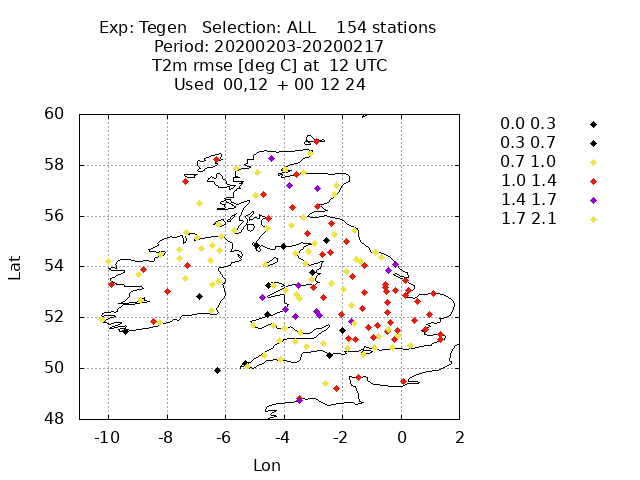 Exp: Tegen   Selection: ALL    154 stations
Period: 20200203-20200217
T2m rmse [deg C] at  12 UTC
Used  00,12  + 00 12 24
60
58
56
54
52
50
48
Lat
-10 -8 -6 -4 -2 0 2
Lon
0.0 0.3
0.3 0.7
0.7 1.0
1.0 1.4
1.4 1.7
1.7 2.1